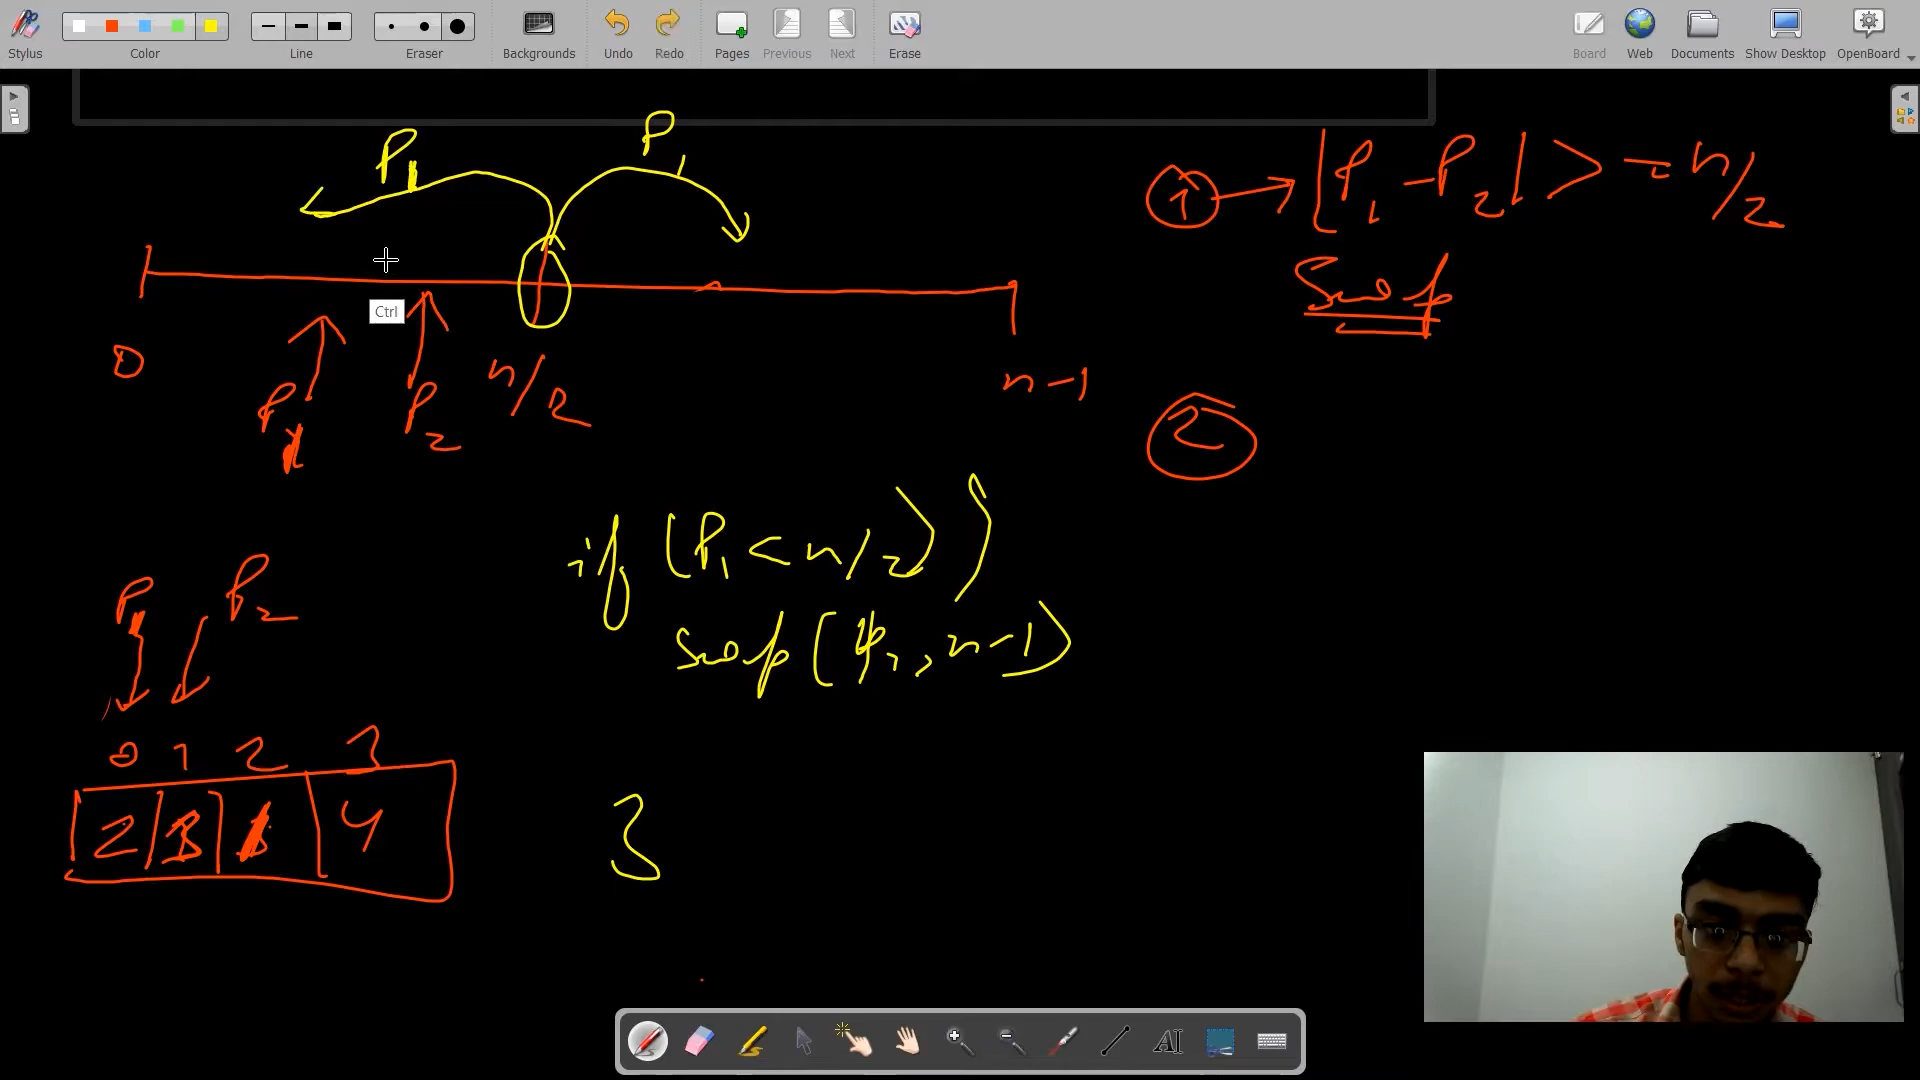 Stylus
Color
Line
Eraser
Backgrounds
Undo
Redo
Pages
Previous
Next
Erase
Board
Web
Documents
Show Desktop
OpenBoard
P1
P1
1 → |P1 - P2| >= n/2
Swap
Ctrl
0
P1
P2
n/2
n-1
2
if (P1 < n/2) }
swap(P1, n-1)
P1
P2
0 1 2 3
2 3 1 4
}